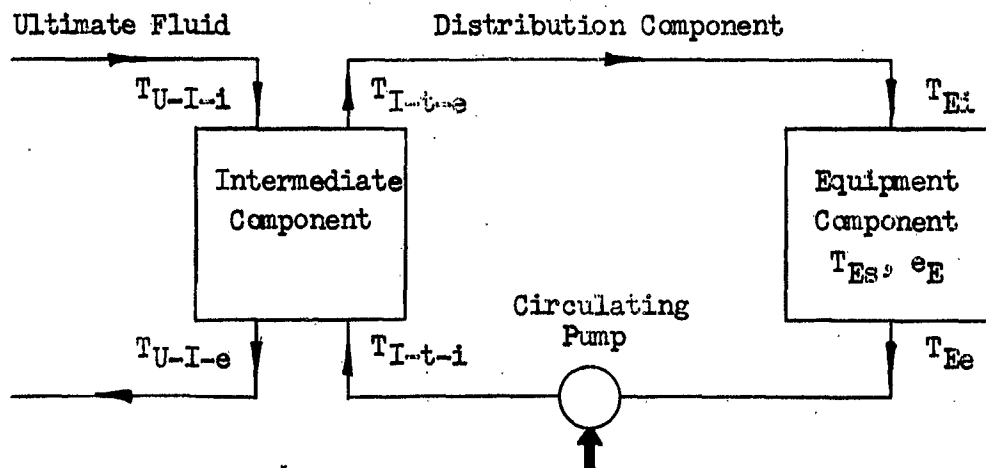 Ultimate Fluid
Distribution Component
T_U-I-i
T_I-t-e
T_Ei
Intermediate
Component
Equipment
Component
T_Es, e_E
Circulating
Pump
T_U-I-e
T_I-t-i
T_Ee